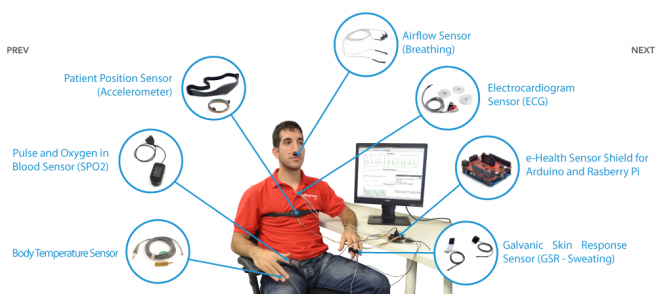 PREV
NEXT
Airflow Sensor
(Breathing)
Patient Position Sensor
(Accelerometer)
Electrocardiogram
Sensor (ECG)
Pulse and Oxygen in
Blood Sensor (SPO2)
e-Health Sensor Shield for
Arduino and Rasberry Pi
Body Temperature Sensor
Galvanic Skin Response
Sensor (GSR - Sweating)